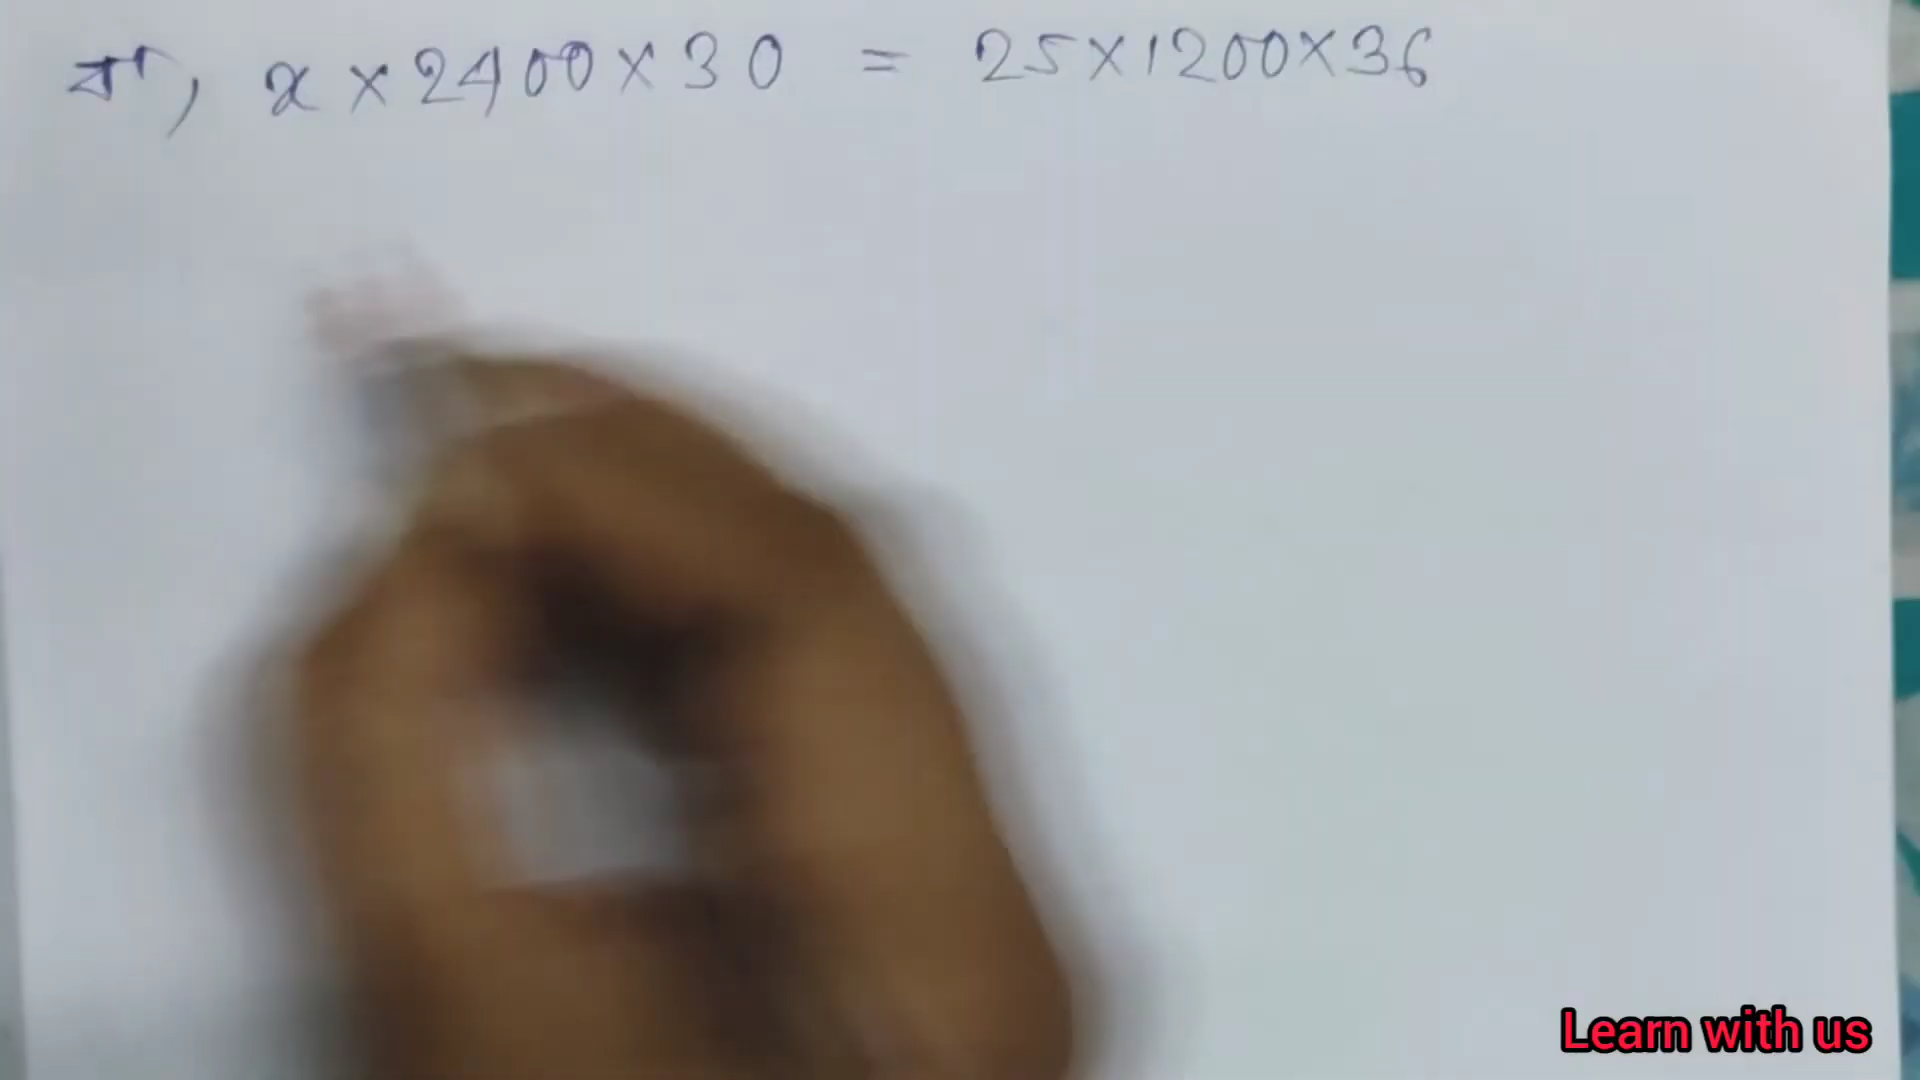 বা, x × 2400 × 30 = 25×1200×36
Learn with us